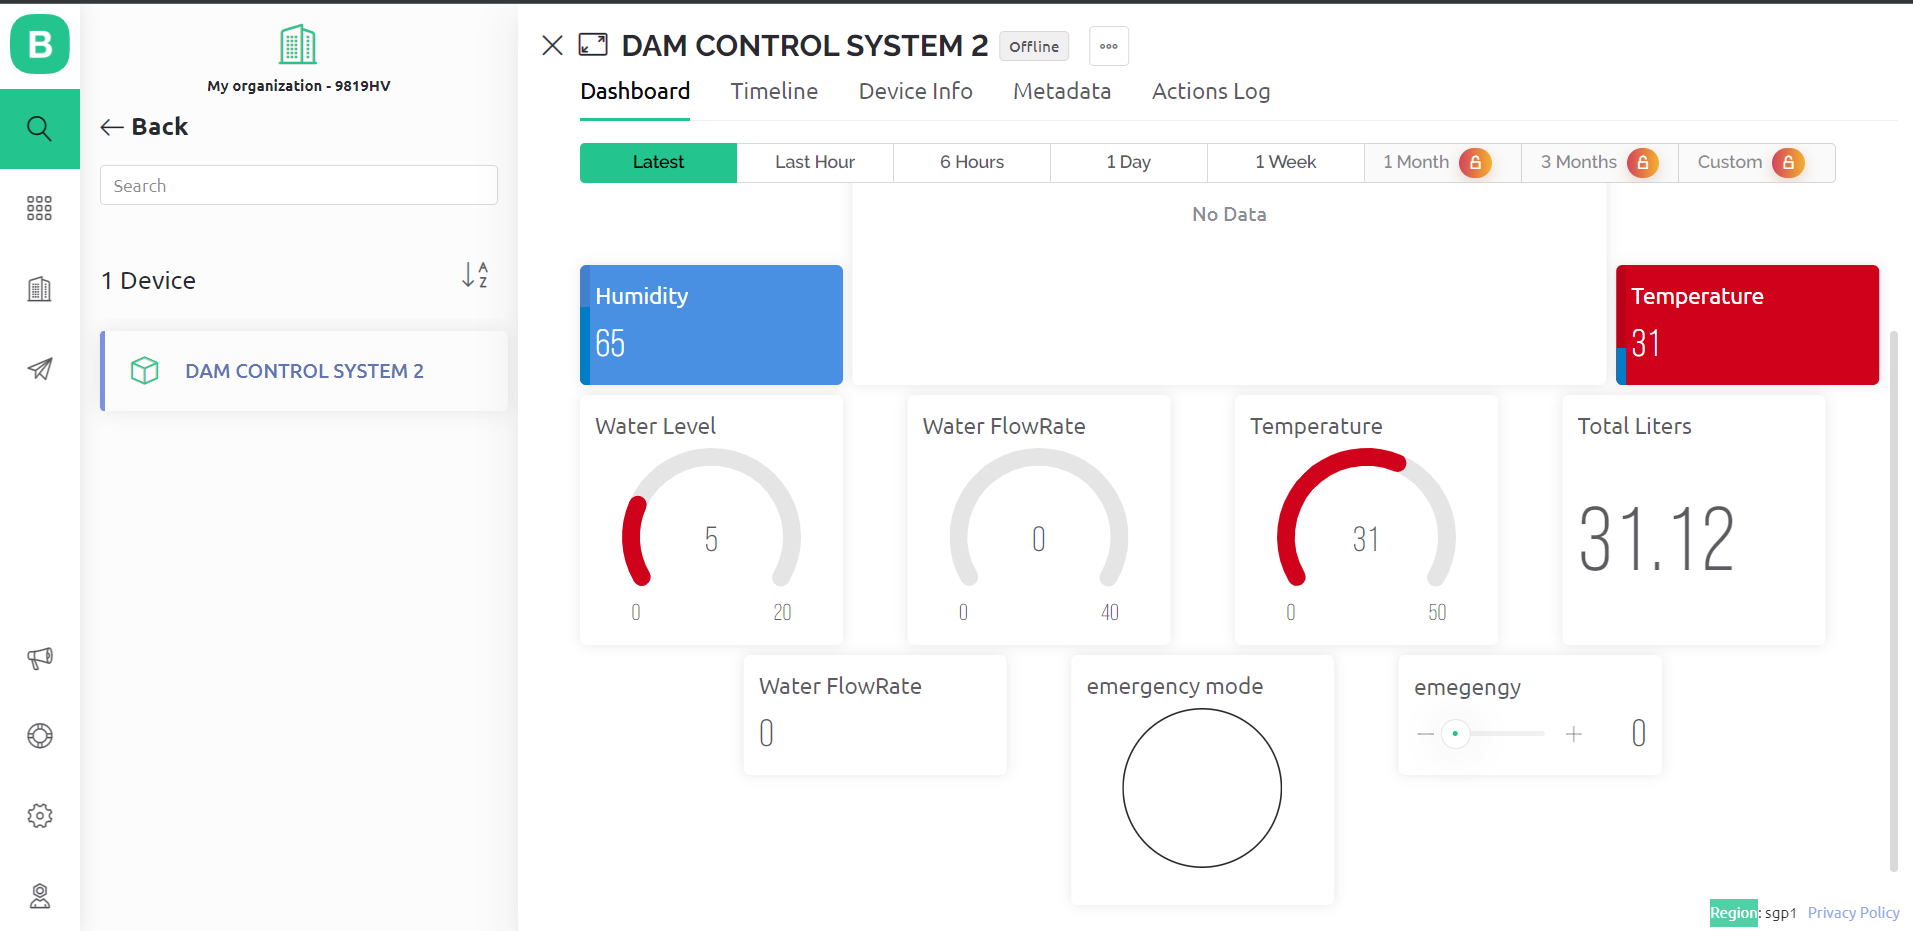 B
My organization - 9819HV
Back
Search
1 Device
A
Z
DAM CONTROL SYSTEM 2
DAM CONTROL SYSTEM 2 Offline
Dashboard Timeline Device Info Metadata Actions Log
Latest Last Hour 6 Hours 1 Day 1 Week 1 Month 3 Months Custom
No Data
Humidity
65
Temperature
31
Water Level
5
0 20
Water FlowRate
0
0 40
Temperature
31
0 50
Total Liters
31.12
Water FlowRate
0
emergency mode
emegengy
0
Region: sgp1 Privacy Policy